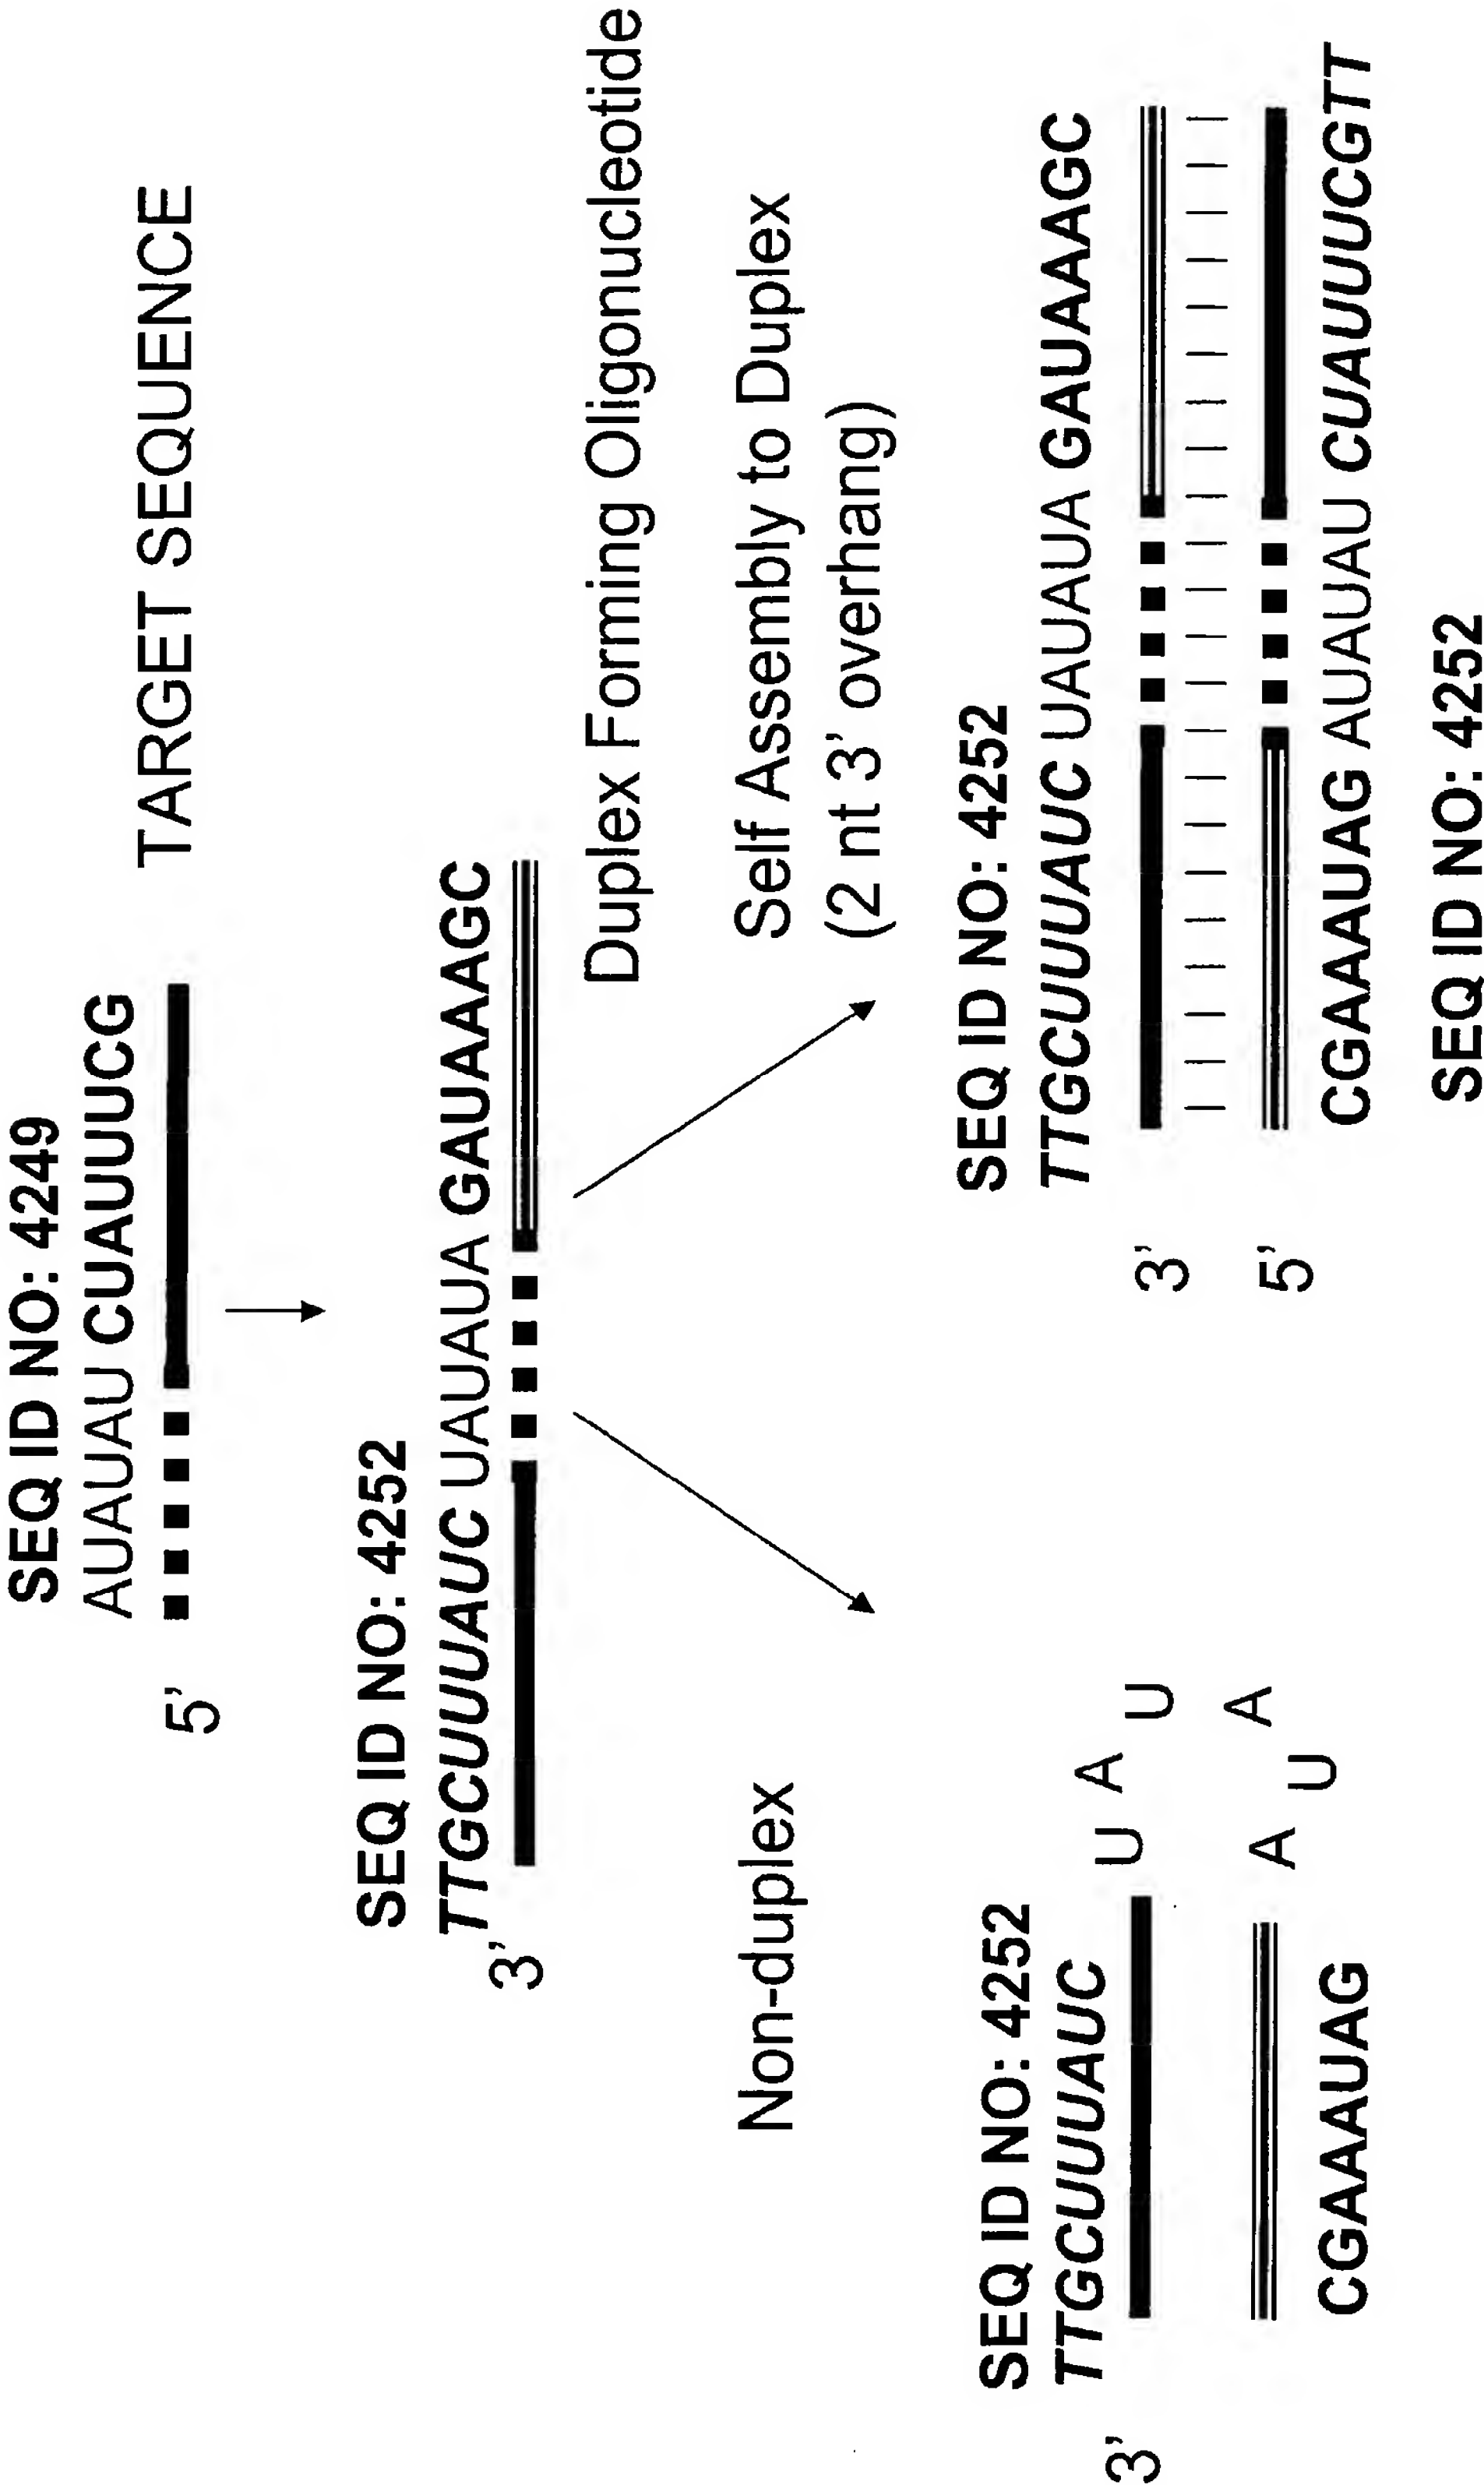 SEQ ID NO: 4249
AUAUAU CUAUUUCG
5'
TARGET SEQUENCE
SEQ ID NO: 4252
TTGCUUUAUC UAUAUA GAUAAAGC
3'
Duplex Forming Oligonucleotide
Non-duplex
Self Assembly to Duplex
(2 nt 3' overhang)
SEQ ID NO: 4252
TTGCUUUAUC
3'
U A U
A U A
CGAAAUAG
SEQ ID NO: 4252
TTGCUUUAUC UAUAUA GAUAAAGC
3'
5'
CGAAAUAG AUAUAU CUAUUUCGTT
SEQ ID NO: 4252